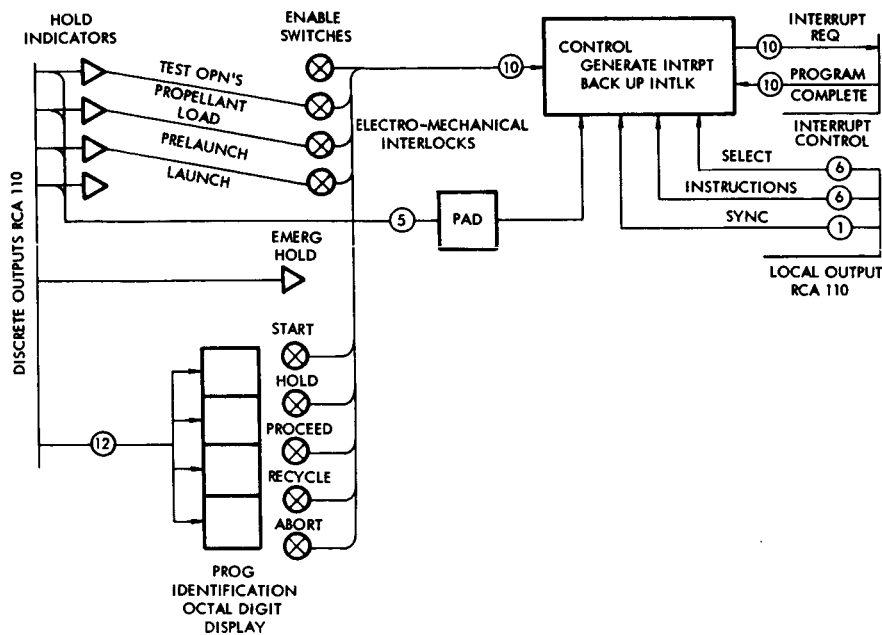 HOLD
INDICATORS
ENABLE
SWITCHES
TEST OPN'S
PROPELLANT
LOAD
PRELAUNCH
LAUNCH
ELECTRO-MECHANICAL
INTERLOCKS
10
CONTROL
GENERATE INTRPT
BACK UP INTLK
INTERRUPT
REQ
10
10
PROGRAM
COMPLETE
INTERRUPT
CONTROL
SELECT
6
INSTRUCTIONS
6
SYNC
1
LOCAL OUTPUT
RCA 110
5
PAD
DISCRETE OUTPUTS RCA 110
EMERG
HOLD
START
HOLD
PROCEED
RECYCLE
ABORT
12
PROG
IDENTIFICATION
OCTAL DIGIT
DISPLAY